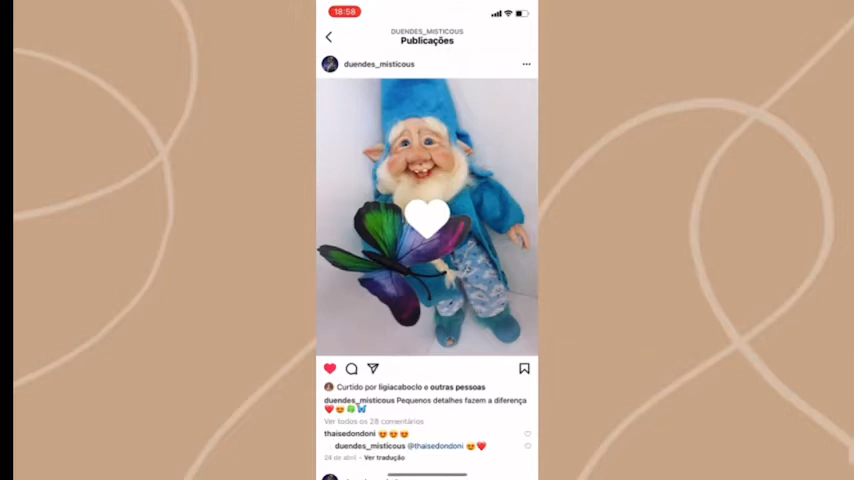 18:58
DUENDES_MISTICOUS
Publicações
duendes_misticous
Curtido por ligiacaboclo e outras pessoas
duendes_misticous Pequenos detalhes fazem a diferença
❤️😍🍀🦋
Ver todos os 28 comentários
thaisedondoni 😍😍😍
duendes_misticous @thaisedondoni 😍❤️
24 de abril · Ver tradução